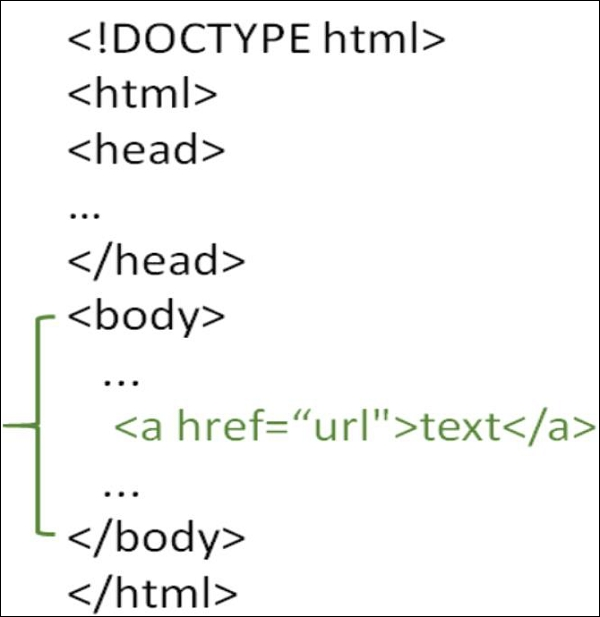 <!DOCTYPE html>
<html>
<head>
...
</head>
<body>
...
<a href=“url">text</a>
...
</body>
</html>